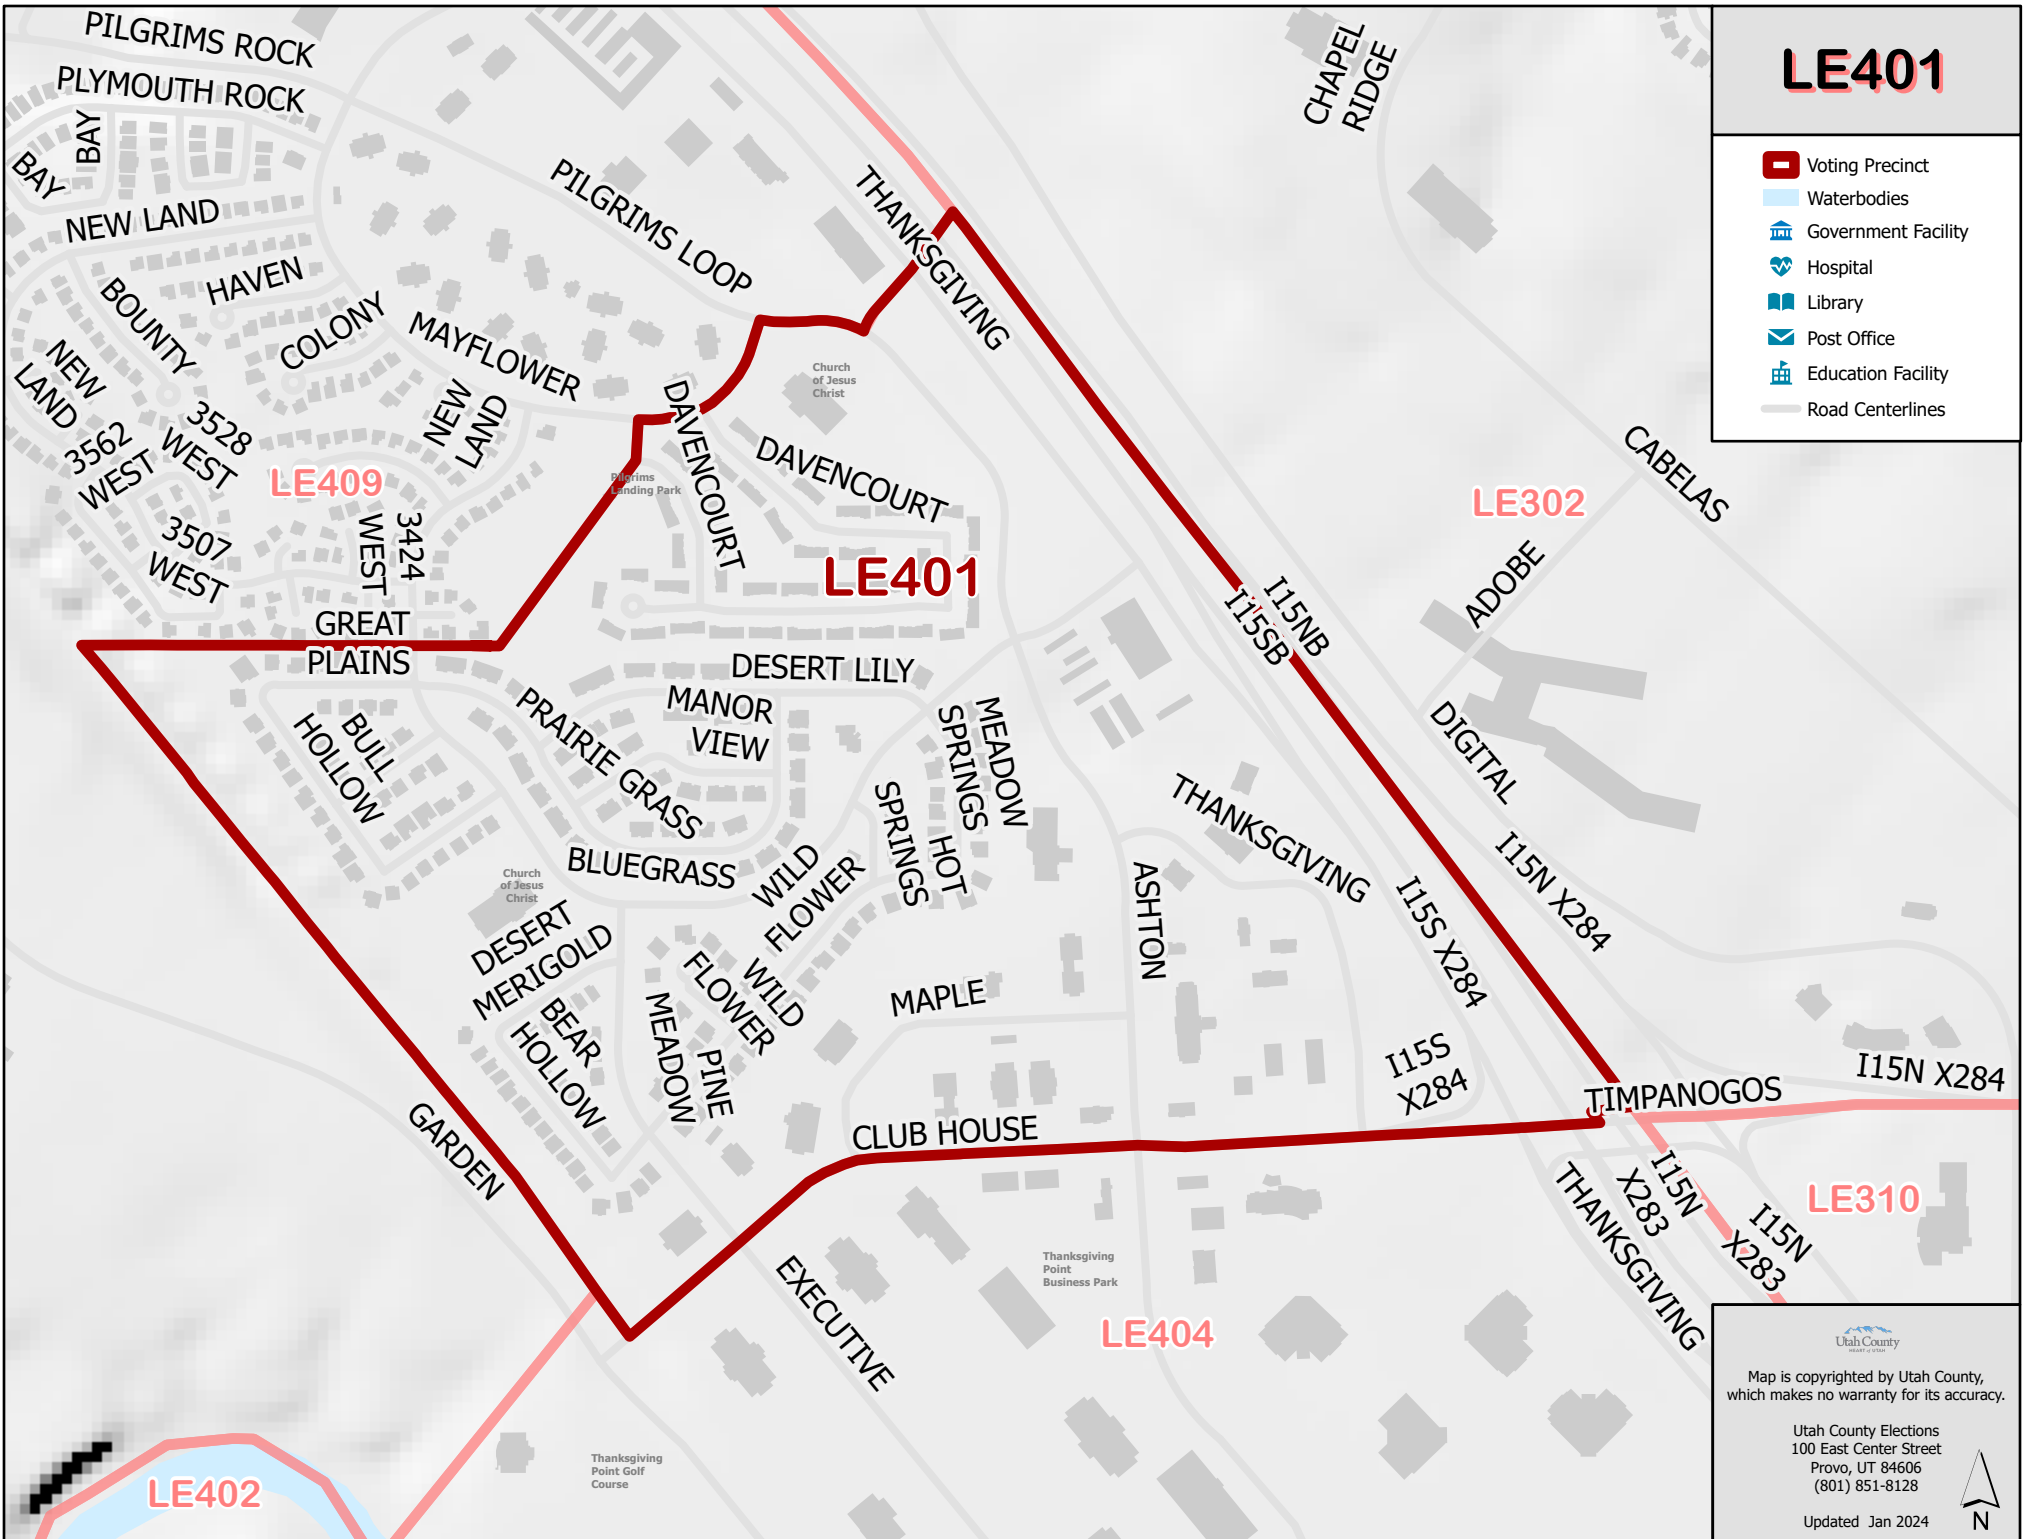 LE401
Voting Precinct
Waterbodies
Government Facility
Hospital
Library
Post Office
Education Facility
Road Centerlines
PILGRIMS ROCK
PLYMOUTH ROCK
BAY
BAY
NEW LAND
HAVEN
BOUNTY
COLONY
NEW
LAND
MAYFLOWER
NEW
LAND
3528
WEST
3562
WEST
3507
WEST
3424
WEST
LE409
PILGRIMS LOOP
THANKSGIVING
CHAPEL
RIDGE
Church
of Jesus
Christ
DAVENCOURT
DAVENCOURT
Pilgrims
Landing Park
LE401
LE302
CABELAS
ADOBE
DIGITAL
I15NB
I15SB
GREAT
PLAINS
DESERT LILY
MANOR
VIEW
PRAIRIE GRASS
BULL
HOLLOW
MEADOW
SPRINGS
HOT
SPRINGS
BLUEGRASS
WILD
FLOWER
Church
of Jesus
Christ
DESERT
MERIGOLD
BEAR
HOLLOW
WILD
FLOWER
PINE
MEADOW
MAPLE
ASHTON
THANKSGIVING
I15S X284
I15N X284
I15S
X284
I15N X284
TIMPANOGOS
CLUB HOUSE
GARDEN
EXECUTIVE
THANKSGIVING
I15N
X283
I15N
X283
LE310
Thanksgiving
Point
Business Park
LE404
Thanksgiving
Point Golf
Course
LE402
Utah County
HEART of UTAH
Map is copyrighted by Utah County,
which makes no warranty for its accuracy.
Utah County Elections
100 East Center Street
Provo, UT 84606
(801) 851-8128
Updated Jan 2024
N